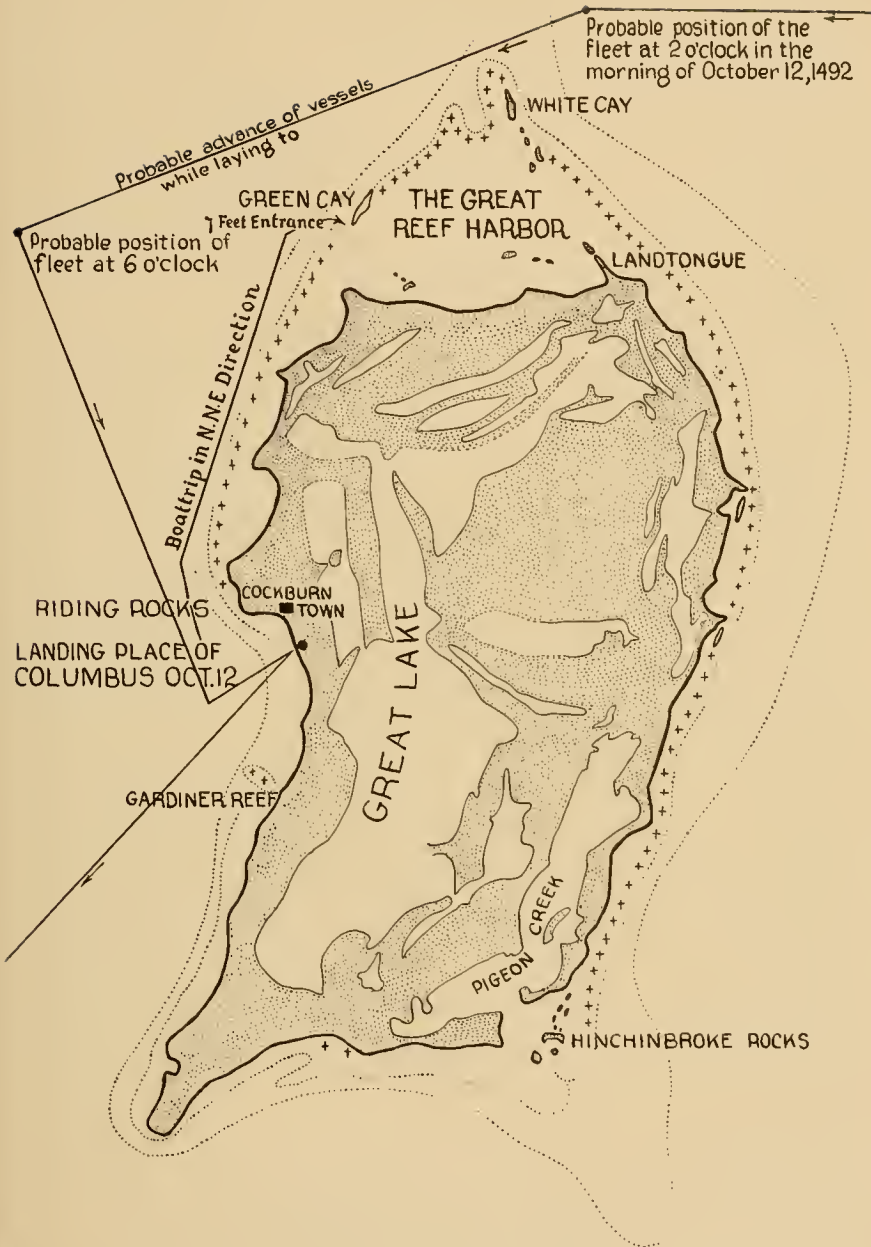 Probable position of the
fleet at 2 o'clock in the
morning of October 12, 1492
WHITE CAY
Probable advance of vessels
while laying to
GREEN CAY
7 Feet Entrance
THE GREAT
REEF HARBOR
Probable position of
fleet at 6 o'clock
LANDTONGUE
Boattrip in N.N.E Direction
COCKBURN
TOWN
RIDING ROCKS
LANDING PLACE OF
COLUMBUS OCT. 12
GREAT LAKE
GARDINER REEF
PIGEON CREEK
HINCHINBROKE ROCKS